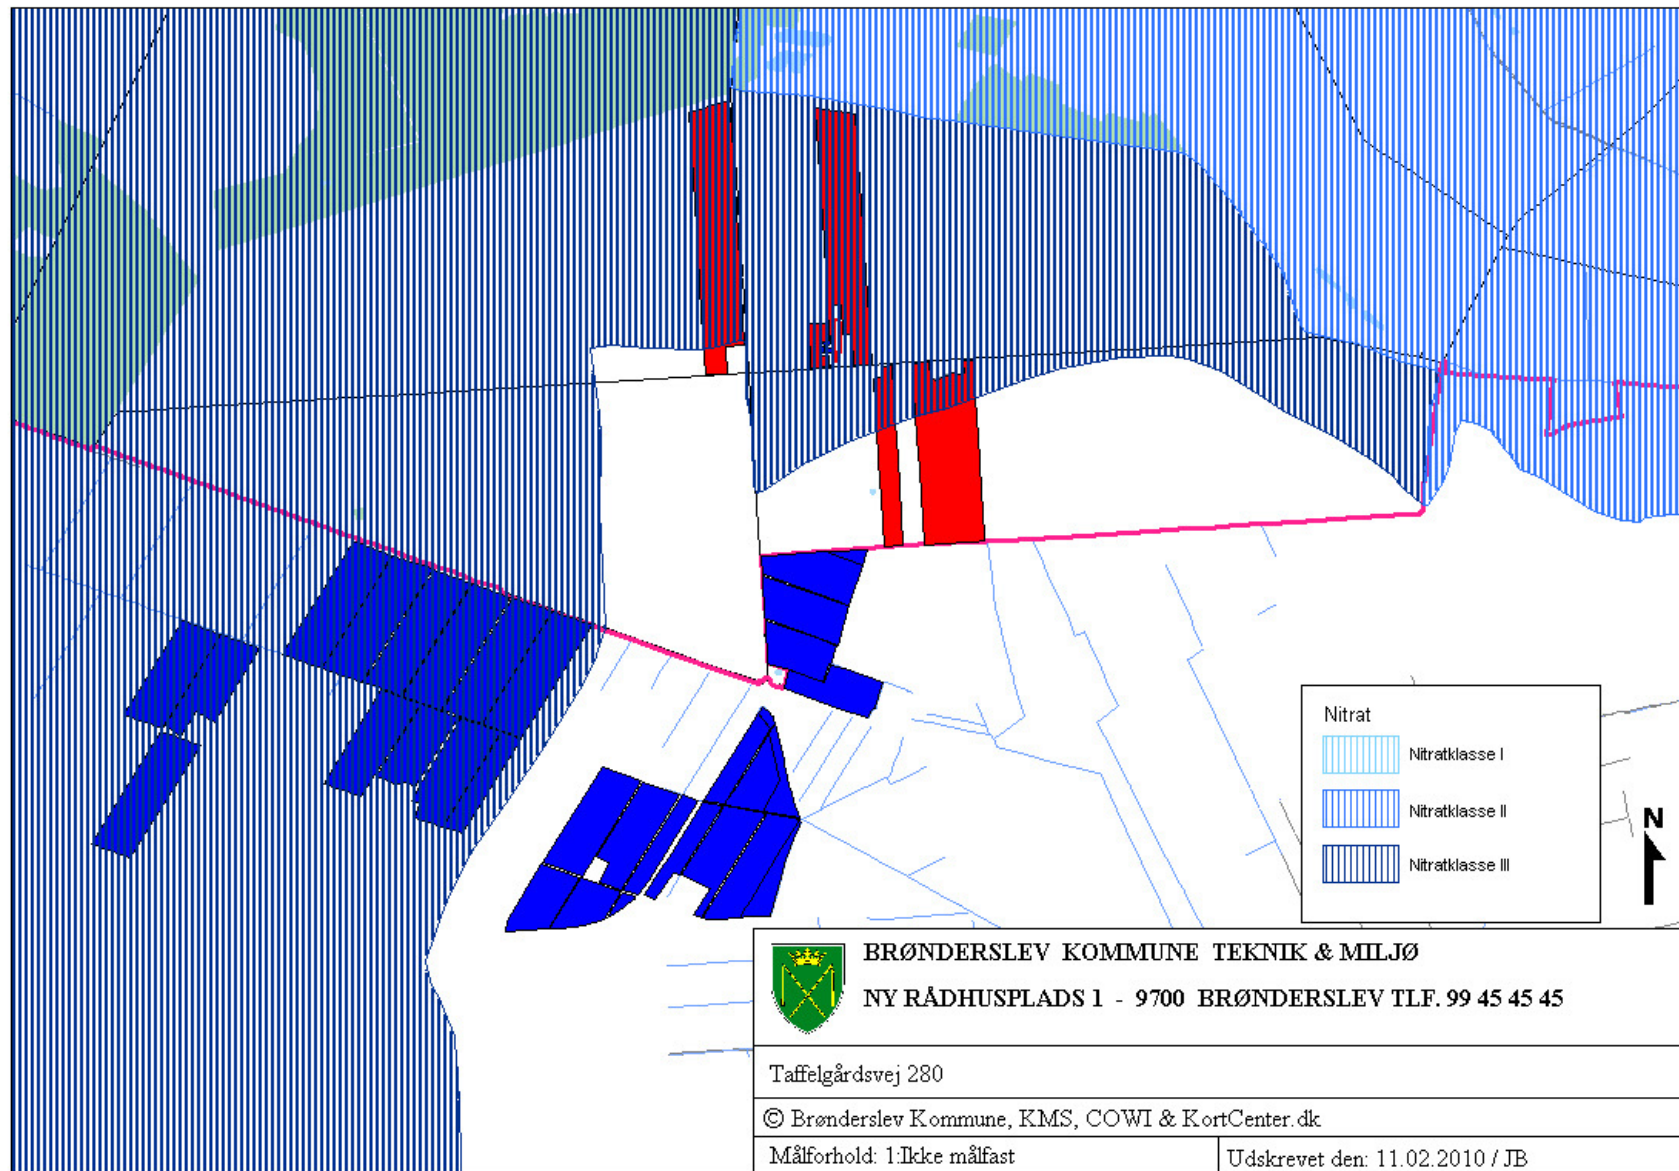 Nitrat
Nitratklasse I
Nitratklasse II
Nitratklasse III
N
BRØNDERSLEV KOMMUNE TEKNIK & MILJØ
NY RÅDHUSPLADS 1 - 9700 BRØNDERSLEV TLF. 99 45 45 45
Taffelgårdsvej 280
© Brønderslev Kommune, KMS, COWI & KortCenter.dk
Målforhold: 1:Ikke målfast
Udskrevet den: 11.02.2010 / JB